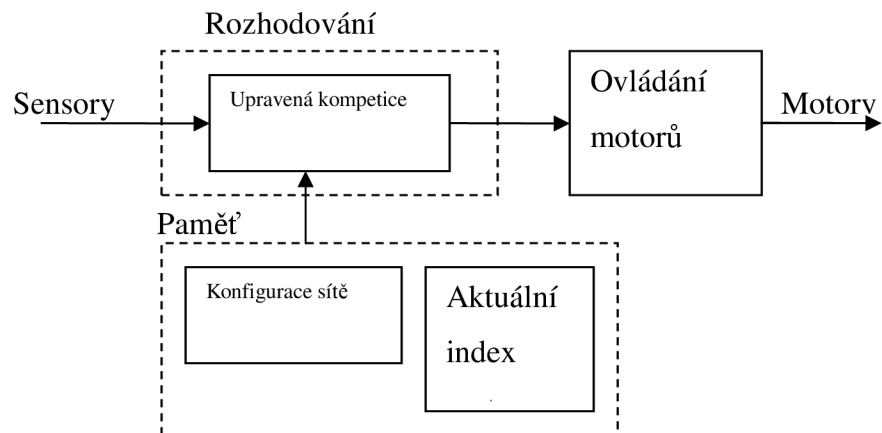 Rozhodování
Sensory
Upravená kompetice
Ovládání
motorů
Motory
Paměť
Konfigurace sítě
Aktuální
index